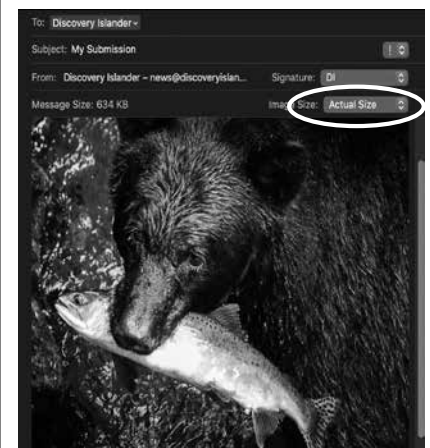 To: Discovery Islander
Subject: My Submission
From: Discovery Islander – news@discoveryislan... Signature: DI
Message Size: 634 KB Image Size: Actual Size